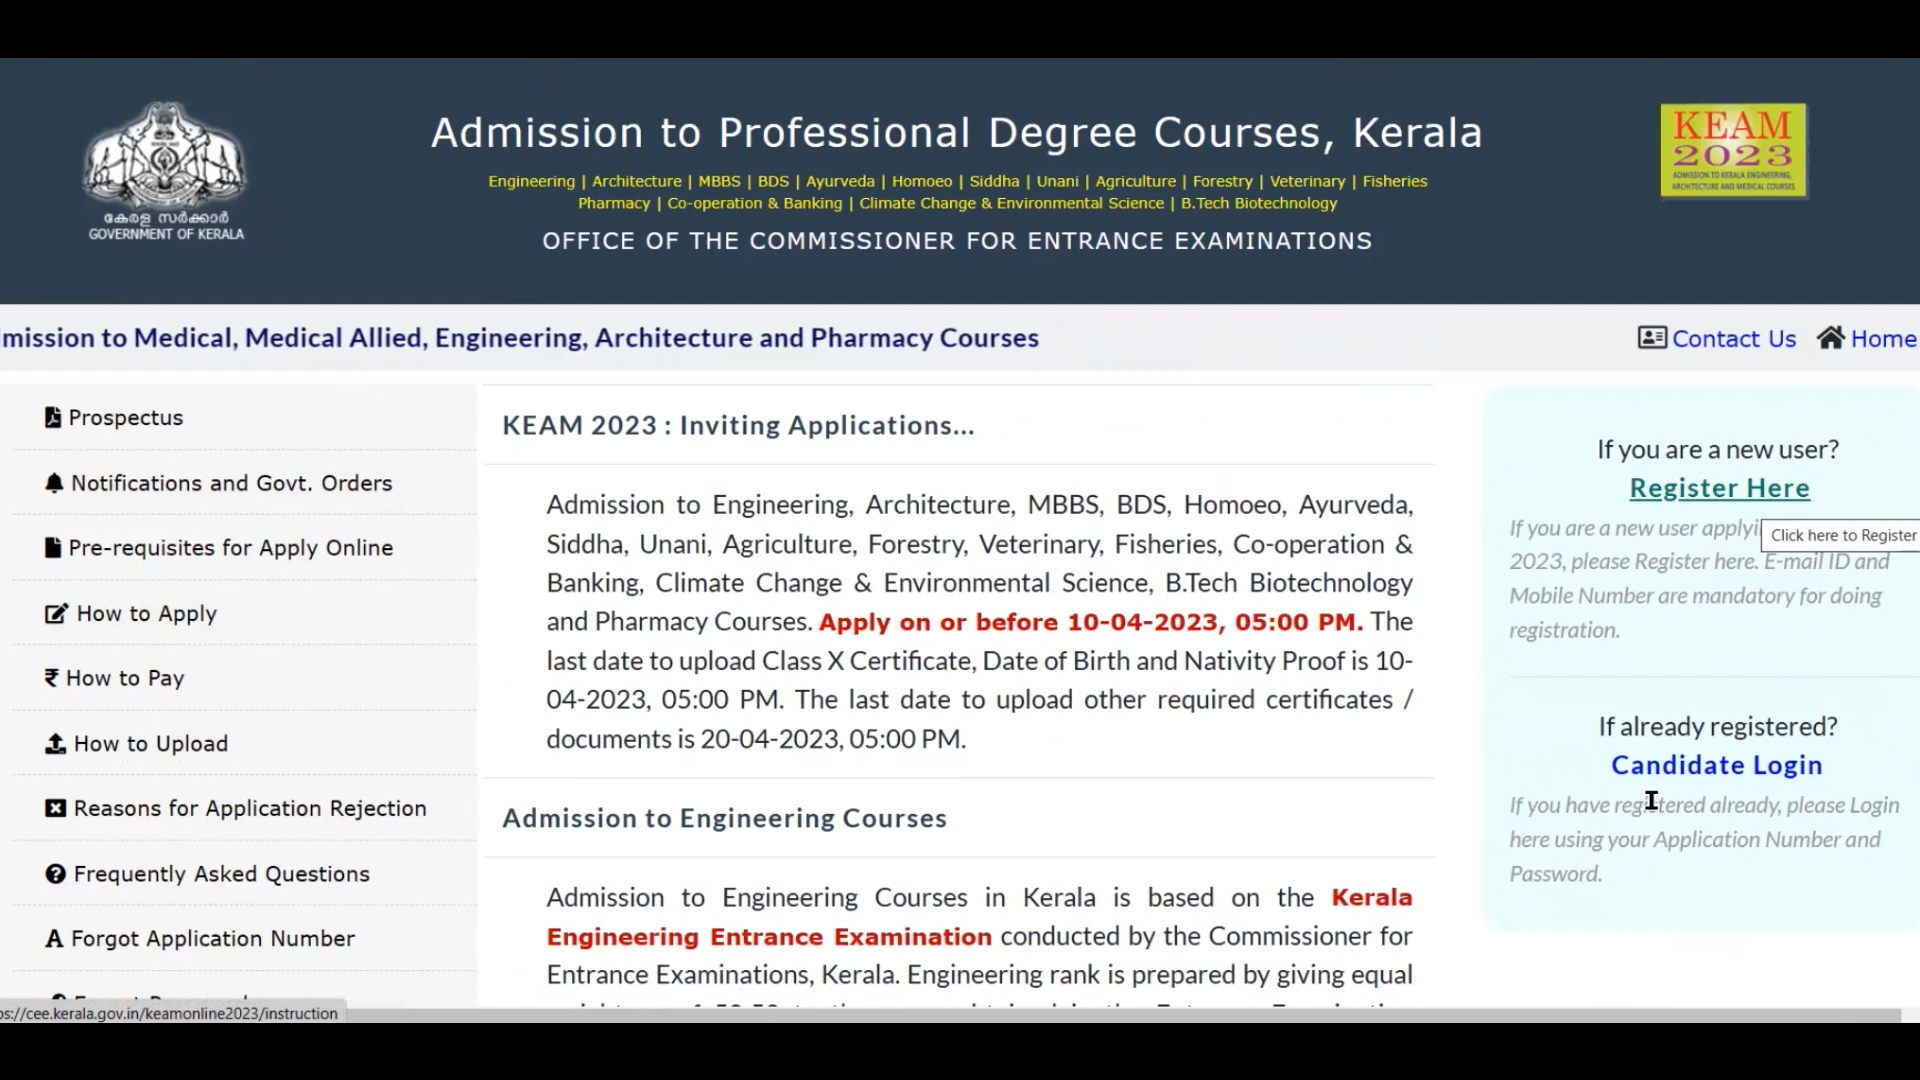 Admission to Professional Degree Courses, Kerala
Engineering | Architecture | MBBS | BDS | Ayurveda | Homoeo | Siddha | Unani | Agriculture | Forestry | Veterinary | Fisheries
Pharmacy | Co-operation & Banking | Climate Change & Environmental Science | B.Tech Biotechnology
OFFICE OF THE COMMISSIONER FOR ENTRANCE EXAMINATIONS
കേരള സർക്കാർ
GOVERNMENT OF KERALA
KEAM
2023
ADMISSION TO KERALA ENGINEERING,
ARCHITECTURE AND MEDICAL COURSES
mission to Medical, Medical Allied, Engineering, Architecture and Pharmacy Courses
Contact Us
Home
Prospectus
Notifications and Govt. Orders
Pre-requisites for Apply Online
How to Apply
How to Pay
How to Upload
Reasons for Application Rejection
Frequently Asked Questions
Forgot Application Number
KEAM 2023 : Inviting Applications...
Admission to Engineering, Architecture, MBBS, BDS, Homoeo, Ayurveda,
Siddha, Unani, Agriculture, Forestry, Veterinary, Fisheries, Co-operation &
Banking, Climate Change & Environmental Science, B.Tech Biotechnology
and Pharmacy Courses. Apply on or before 10-04-2023, 05:00 PM. The
last date to upload Class X Certificate, Date of Birth and Nativity Proof is 10-
04-2023, 05:00 PM. The last date to upload other required certificates /
documents is 20-04-2023, 05:00 PM.
Admission to Engineering Courses
Admission to Engineering Courses in Kerala is based on the Kerala
Engineering Entrance Examination conducted by the Commissioner for
Entrance Examinations, Kerala. Engineering rank is prepared by giving equal
If you are a new user?
Register Here
If you are a new user applyi
Click here to Register
2023, please Register here. E-mail ID and
Mobile Number are mandatory for doing
registration.
If already registered?
Candidate Login
If you have registered already, please Login
here using your Application Number and
Password.
ps://cee.kerala.gov.in/keamonline2023/instruction